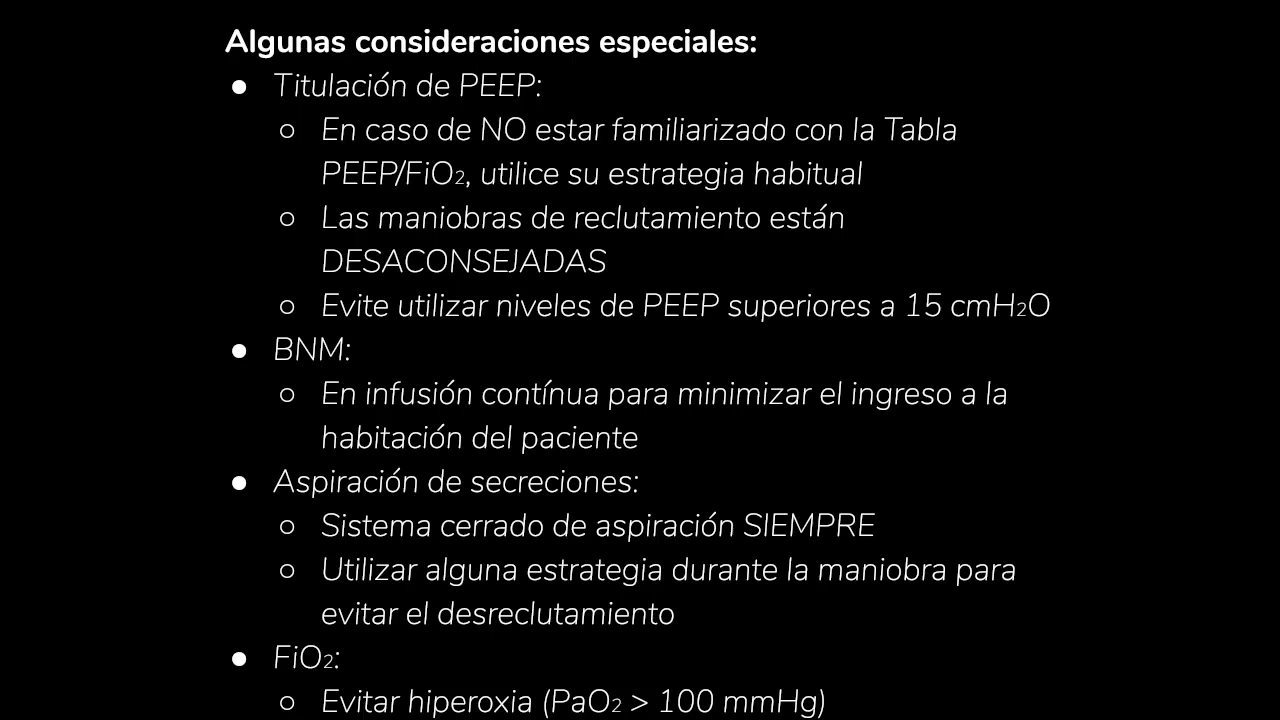 Algunas consideraciones especiales:
● Titulación de PEEP:
○ En caso de NO estar familiarizado con la Tabla
PEEP/FiO₂, utilice su estrategia habitual
○ Las maniobras de reclutamiento están
DESACONSEJADAS
○ Evite utilizar niveles de PEEP superiores a 15 cmH₂O
● BNM:
○ En infusión contínua para minimizar el ingreso a la
habitación del paciente
● Aspiración de secreciones:
○ Sistema cerrado de aspiración SIEMPRE
○ Utilizar alguna estrategia durante la maniobra para
evitar el desreclutamiento
● FiO₂:
○ Evitar hiperoxia (PaO₂ > 100 mmHg)